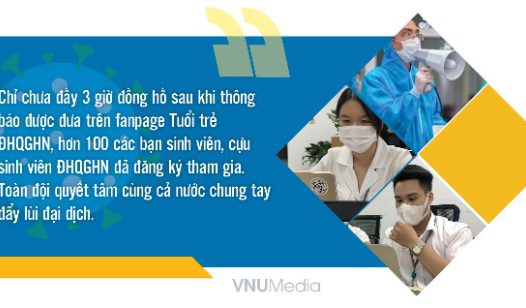 Chỉ chưa đầy 3 giờ đồng hồ sau khi thông
báo được đưa trên fanpage Tuổi trẻ
ĐHQGHN, hơn 100 các bạn sinh viên, cựu
sinh viên ĐHQGHN đã đăng ký tham gia.
Toàn đội quyết tâm cùng cả nước chung tay
đẩy lùi đại dịch.
VNUMedia